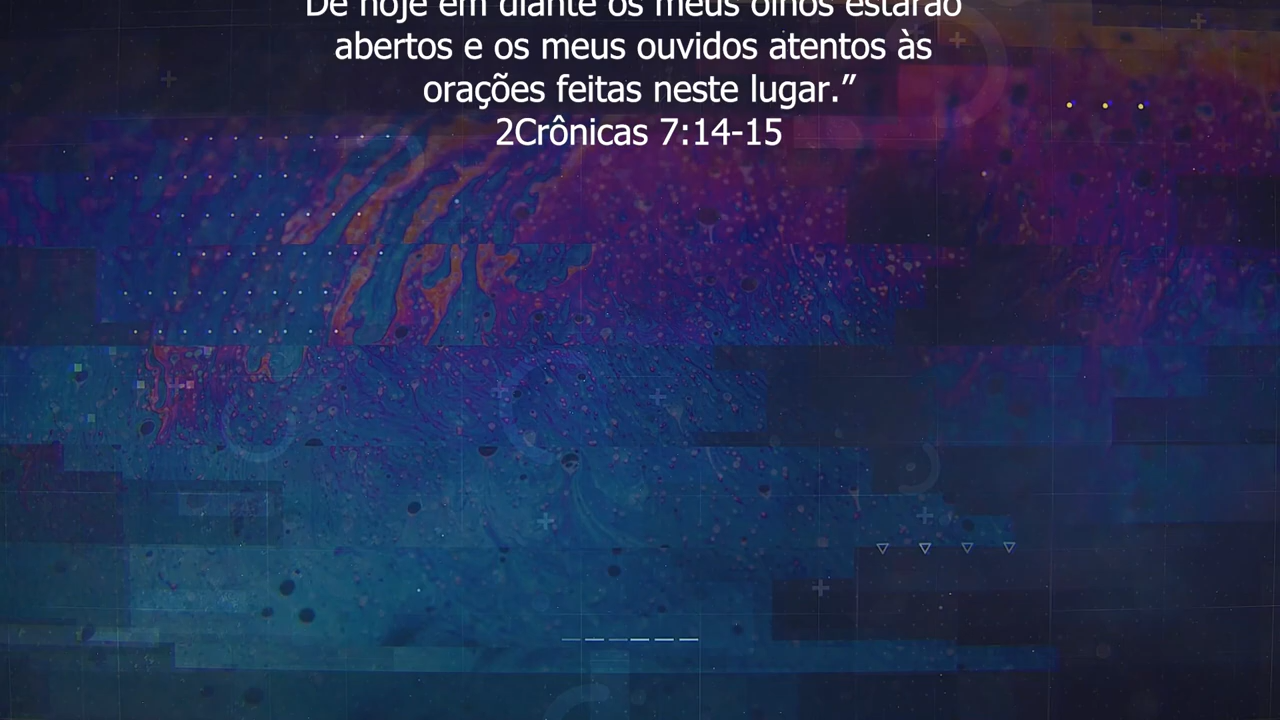 De hoje em diante os meus olhos estarão
abertos e os meus ouvidos atentos às
orações feitas neste lugar.”
2Crônicas 7:14-15